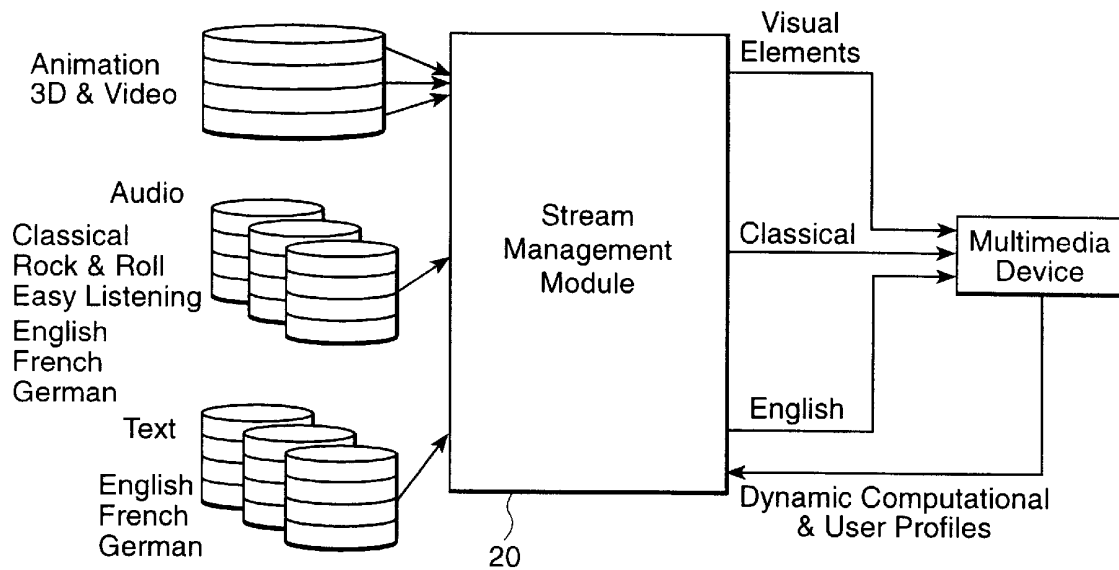 Animation
3D & Video
Audio
Classical
Rock & Roll
Easy Listening
English
French
German
Text
English
French
German
Stream
Management
Module
20
Visual
Elements
Classical
English
Multimedia
Device
Dynamic Computational
& User Profiles